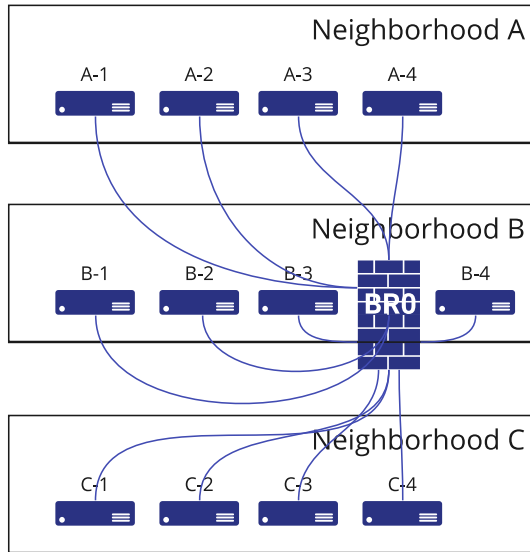 Neighborhood A
A-1 A-2 A-3 A-4
Neighborhood B
B-1 B-2 B-3 B-4
BR0
Neighborhood C
C-1 C-2 C-3 C-4